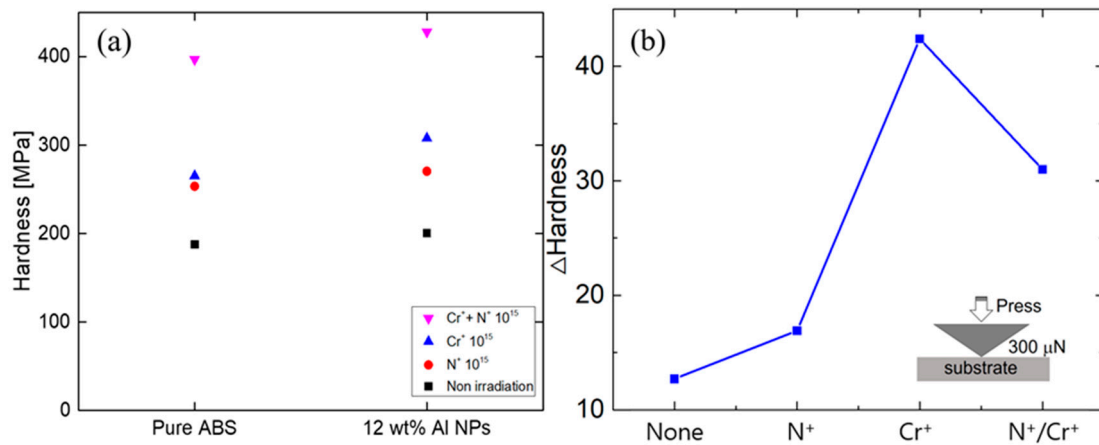 (a)
Hardness [MPa]
400
300
200
100
0
Pure ABS
12 wt% Al NPs
Cr⁺+ N⁺ 10¹⁵
Cr⁺ 10¹⁵
N⁺ 10¹⁵
Non irradiation
(b)
△Hardness
40
30
20
10
None
N⁺
Cr⁺
N⁺/Cr⁺
Press
300 μN
substrate